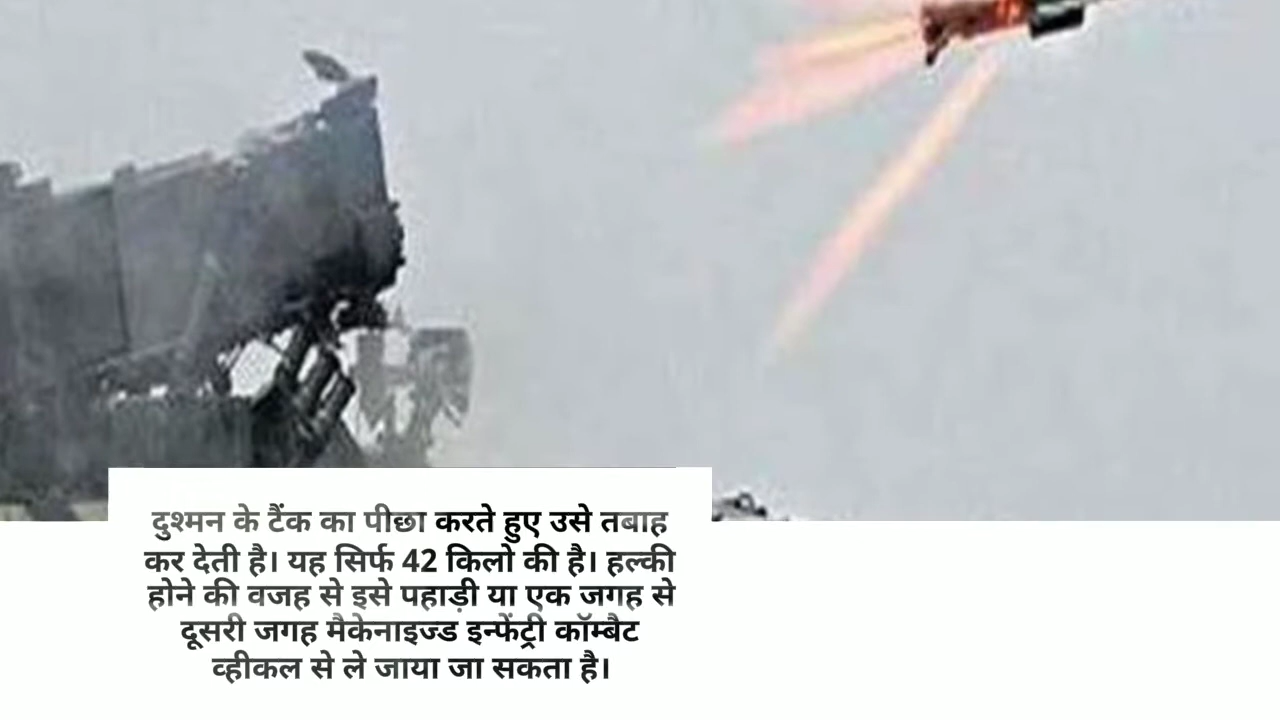 दुश्मन के टैंक का पीछा करते हुए उसे तबाह
कर देती है। यह सिर्फ 42 किलो की है। हल्की
होने की वजह से इसे पहाड़ी या एक जगह से
दूसरी जगह मैकेनाइज्ड इन्फेंट्री कॉम्बैट
व्हीकल से ले जाया जा सकता है।